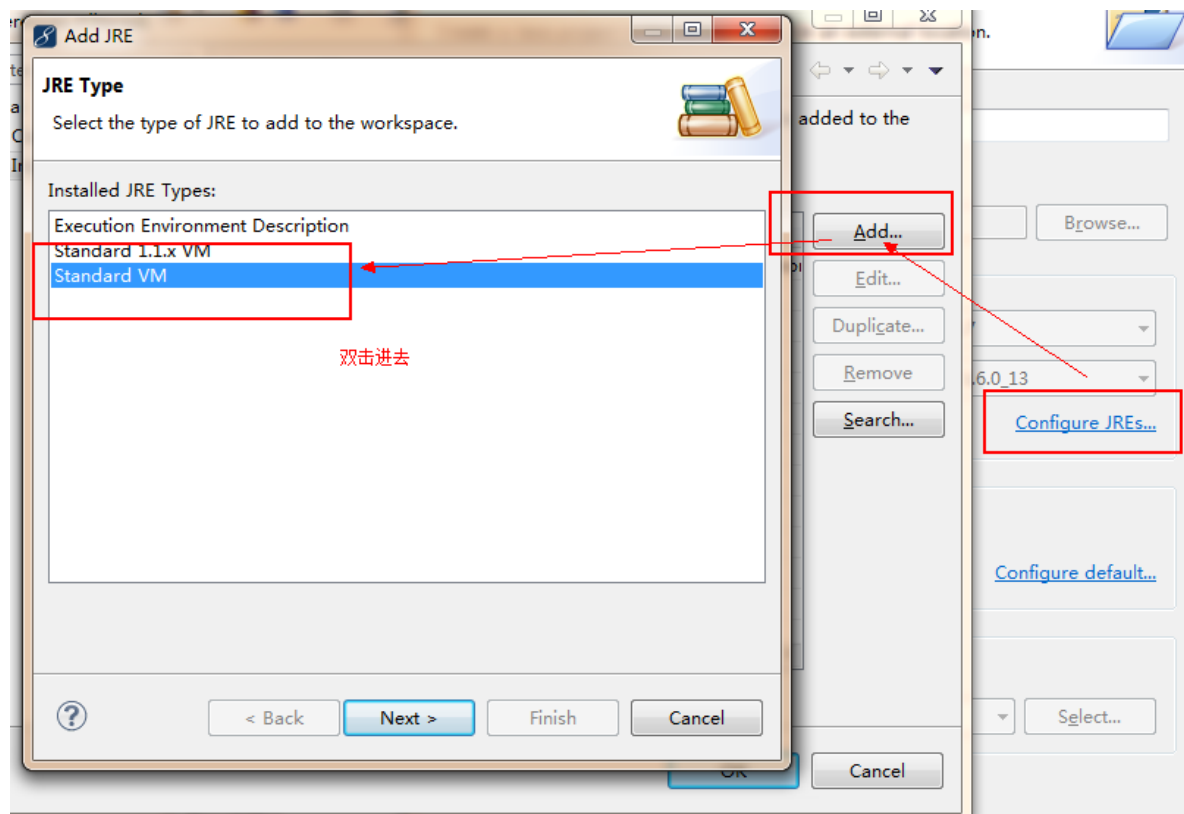 Add JRE
JRE Type
Select the type of JRE to add to the workspace.
Installed JRE Types:
Execution Environment Description
Standard 1.1.x VM
Standard VM
双击进去
< Back
Next >
Finish
Cancel
added to the
Add...
Edit...
Duplicate...
Remove
Search...
OK
Cancel
on.
Browse...
.6.0_13
Configure JREs...
Configure default...
Select...